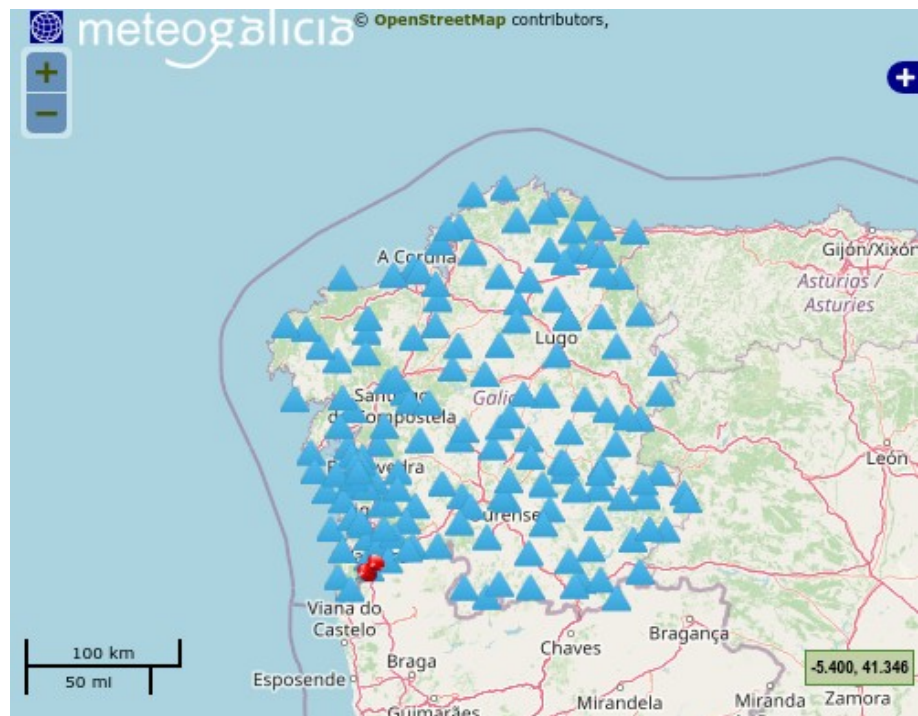 meteogalicia
© OpenStreetMap contributors,
+
−
+
A Coruña
Gijón/Xixón
Asturias /
Asturies
Lugo
Santiago
de Compostela
León
Pontevedra
Ourense
Viana do
Castelo
Chaves
Bragança
100 km
50 mi
Braga
Esposende
Guimarães
Mirandela
Miranda
Zamora
-5.400, 41.346